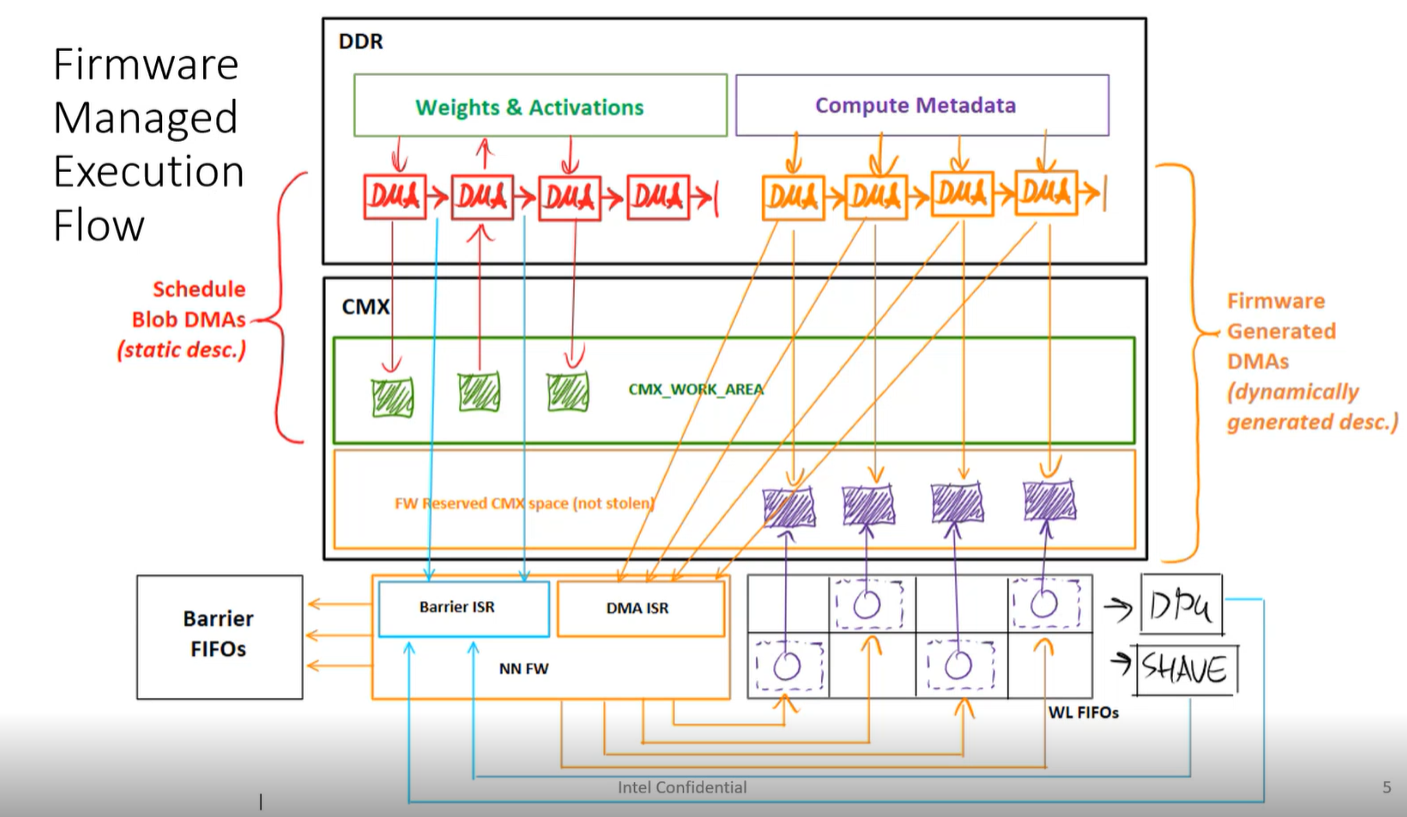 Firmware
Managed
Execution
Flow
DDR
Weights & Activations
Compute Metadata
DMA
DMA
DMA
DMA
DMA
DMA
DMA
DMA
Schedule
Blob DMAs
(static desc.)
CMX
CMX_WORK_AREA
Firmware
Generated
DMAs
(dynamically
generated desc.)
FW Reserved CMX space (not stolen)
Barrier
FIFOs
Barrier ISR
DMA ISR
NN FW
DPU
SHAVE
WL FIFOs
Intel Confidential
5